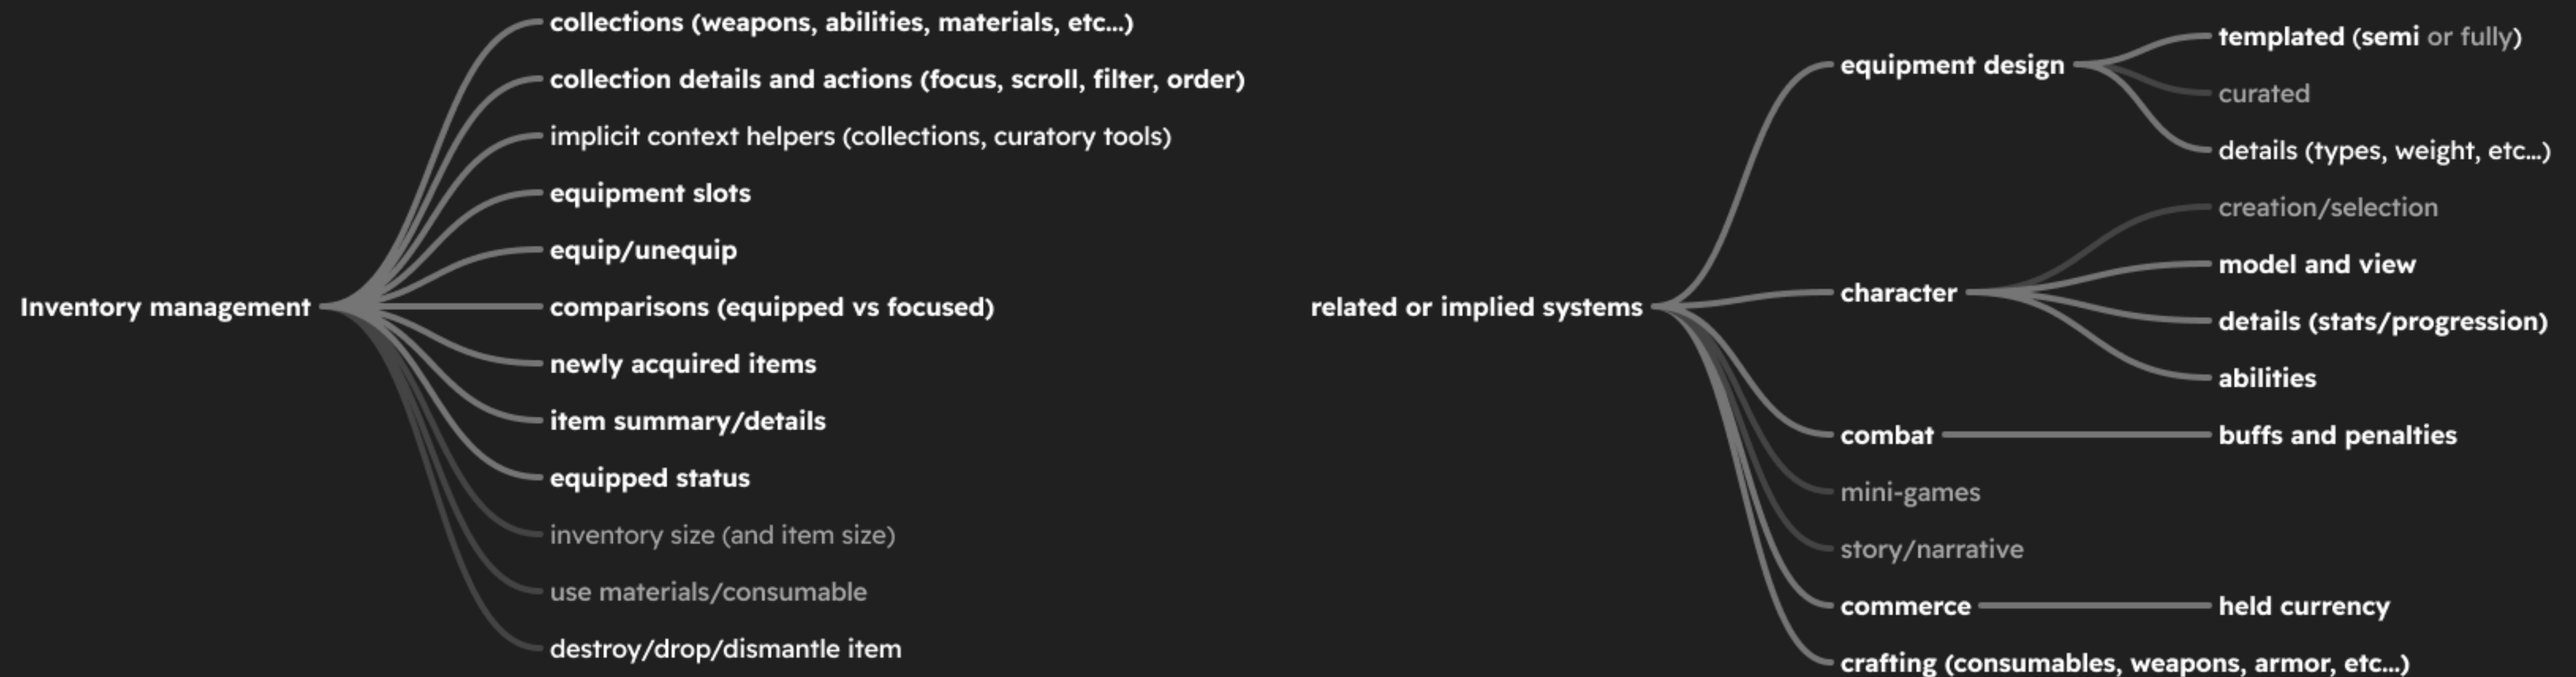 Inventory management
collections (weapons, abilities, materials, etc...)
collection details and actions (focus, scroll, filter, order)
implicit context helpers (collections, curatory tools)
equipment slots
equip/unequip
comparisons (equipped vs focused)
newly acquired items
item summary/details
equipped status
inventory size (and item size)
use materials/consumable
destroy/drop/dismantle item
related or implied systems
equipment design
templated (semi or fully)
curated
details (types, weight, etc...)
character
creation/selection
model and view
details (stats/progression)
abilities
combat
buffs and penalties
mini-games
story/narrative
commerce
held currency
crafting (consumables, weapons, armor, etc...)